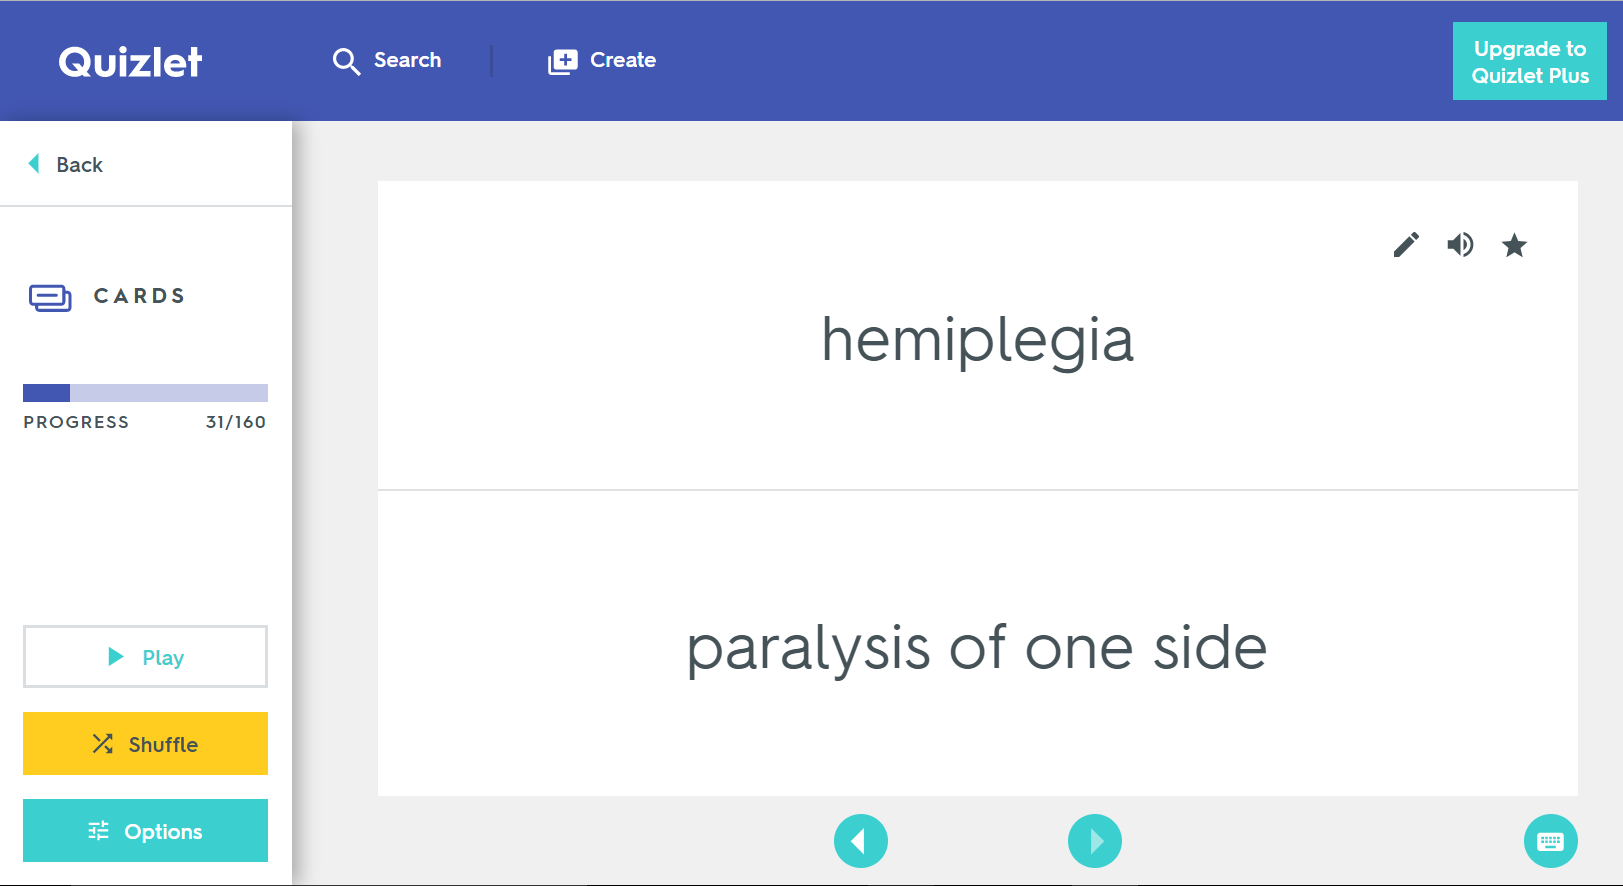 Quizlet
Search
Create
Upgrade to
Quizlet Plus
Back
CARDS
PROGRESS 31/160
Play
Shuffle
Options
hemiplegia
paralysis of one side